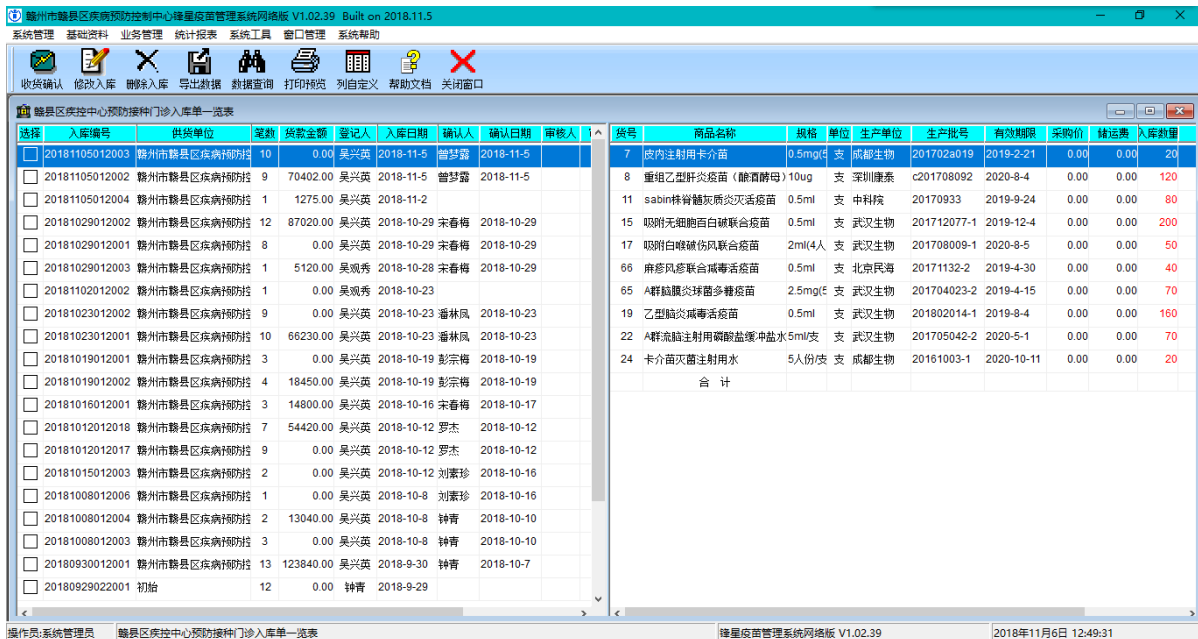 赣州市赣县区疾病预防控制中心锋星疫苗管理系统网络版 V1.02.39 Built on 2018.11.5
系统管理 基础资料 业务管理 统计报表 系统工具 窗口管理 系统帮助
收货确认 修改入库 删除入库 导出数据 数据查询 打印预览 列自定义 帮助文档 关闭窗口
赣县区疾控中心预防接种门诊入库单一览表
选择 入库编号 供货单位 笔数 货款金额 登记人 入库日期 确认人 确认日期 审核人
20181105012003 赣州市赣县区疾病预防控 10 0.00 吴兴英 2018-11-5 曾梦露 2018-11-5
20181105012002 赣州市赣县区疾病预防控 9 70402.00 吴兴英 2018-11-5 曾梦露 2018-11-5
20181105012004 赣州市赣县区疾病预防控 1 1275.00 吴兴英 2018-11-2
20181029012002 赣州市赣县区疾病预防控 12 87020.00 吴兴英 2018-10-29 宋春梅 2018-10-29
20181029012001 赣州市赣县区疾病预防控 8 0.00 吴兴英 2018-10-29 宋春梅 2018-10-29
20181029012003 赣州市赣县区疾病预防控 1 5120.00 吴观秀 2018-10-28 宋春梅 2018-10-29
20181102012002 赣州市赣县区疾病预防控 1 0.00 吴观秀 2018-10-23
20181023012002 赣州市赣县区疾病预防控 9 0.00 吴兴英 2018-10-23 潘林凤 2018-10-23
20181023012001 赣州市赣县区疾病预防控 10 66230.00 吴兴英 2018-10-23 潘林凤 2018-10-23
20181019012001 赣州市赣县区疾病预防控 3 0.00 吴兴英 2018-10-19 彭宗梅 2018-10-19
20181019012002 赣州市赣县区疾病预防控 4 18450.00 吴兴英 2018-10-19 彭宗梅 2018-10-19
20181016012001 赣州市赣县区疾病预防控 3 14800.00 吴兴英 2018-10-16 宋春梅 2018-10-17
20181012012018 赣州市赣县区疾病预防控 7 54420.00 吴兴英 2018-10-12 罗杰 2018-10-12
20181012012017 赣州市赣县区疾病预防控 9 0.00 吴兴英 2018-10-12 罗杰 2018-10-12
20181015012003 赣州市赣县区疾病预防控 2 0.00 吴兴英 2018-10-12 刘素珍 2018-10-16
20181008012006 赣州市赣县区疾病预防控 1 0.00 吴兴英 2018-10-8 刘素珍 2018-10-16
20181008012004 赣州市赣县区疾病预防控 2 13040.00 吴兴英 2018-10-8 钟青 2018-10-10
20181008012003 赣州市赣县区疾病预防控 3 0.00 吴兴英 2018-10-8 钟青 2018-10-10
20180930012001 赣州市赣县区疾病预防控 13 123840.00 吴兴英 2018-9-30 钟青 2018-10-7
20180929022001 初始 12 0.00 钟青 2018-9-29
货号 商品名称 规格 单位 生产单位 生产批号 有效期限 采购价 储运费 入库数量
7 皮内注射用卡介苗 0.5mg(5 支 成都生物 201702a019 2019-2-21 0.00 0.00 20
8 重组乙型肝炎疫苗（酿酒酵母） 10ug 支 深圳康泰 c201708092 2020-8-4 0.00 0.00 120
11 sabin株脊髓灰质炎灭活疫苗 0.5ml 支 中科院 20170933 2019-9-24 0.00 0.00 80
15 吸附无细胞百白破联合疫苗 0.5ml 支 武汉生物 201712077-1 2019-12-4 0.00 0.00 200
17 吸附白喉破伤风联合疫苗 2ml(4人 支 武汉生物 201708009-1 2020-8-5 0.00 0.00 50
66 麻疹风疹联合减毒活疫苗 0.5ml 支 北京民海 20171132-2 2019-4-30 0.00 0.00 40
65 A群脑膜炎球菌多糖疫苗 2.5mg(5 支 武汉生物 201704023-2 2019-4-15 0.00 0.00 70
19 乙型脑炎减毒活疫苗 0.5ml 支 武汉生物 201802014-1 2019-8-4 0.00 0.00 160
22 A群流脑注射用磷酸盐缓冲盐水 5ml/支 支 武汉生物 201705042-2 2020-5-1 0.00 0.00 70
24 卡介苗灭菌注射用水 5人份/支 支 成都生物 20161003-1 2020-10-11 0.00 0.00 20
合 计
操作员:系统管理员 赣县区疾控中心预防接种门诊入库单一览表 锋星疫苗管理系统网络版 V1.02.39 2018年11月6日 12:49:31